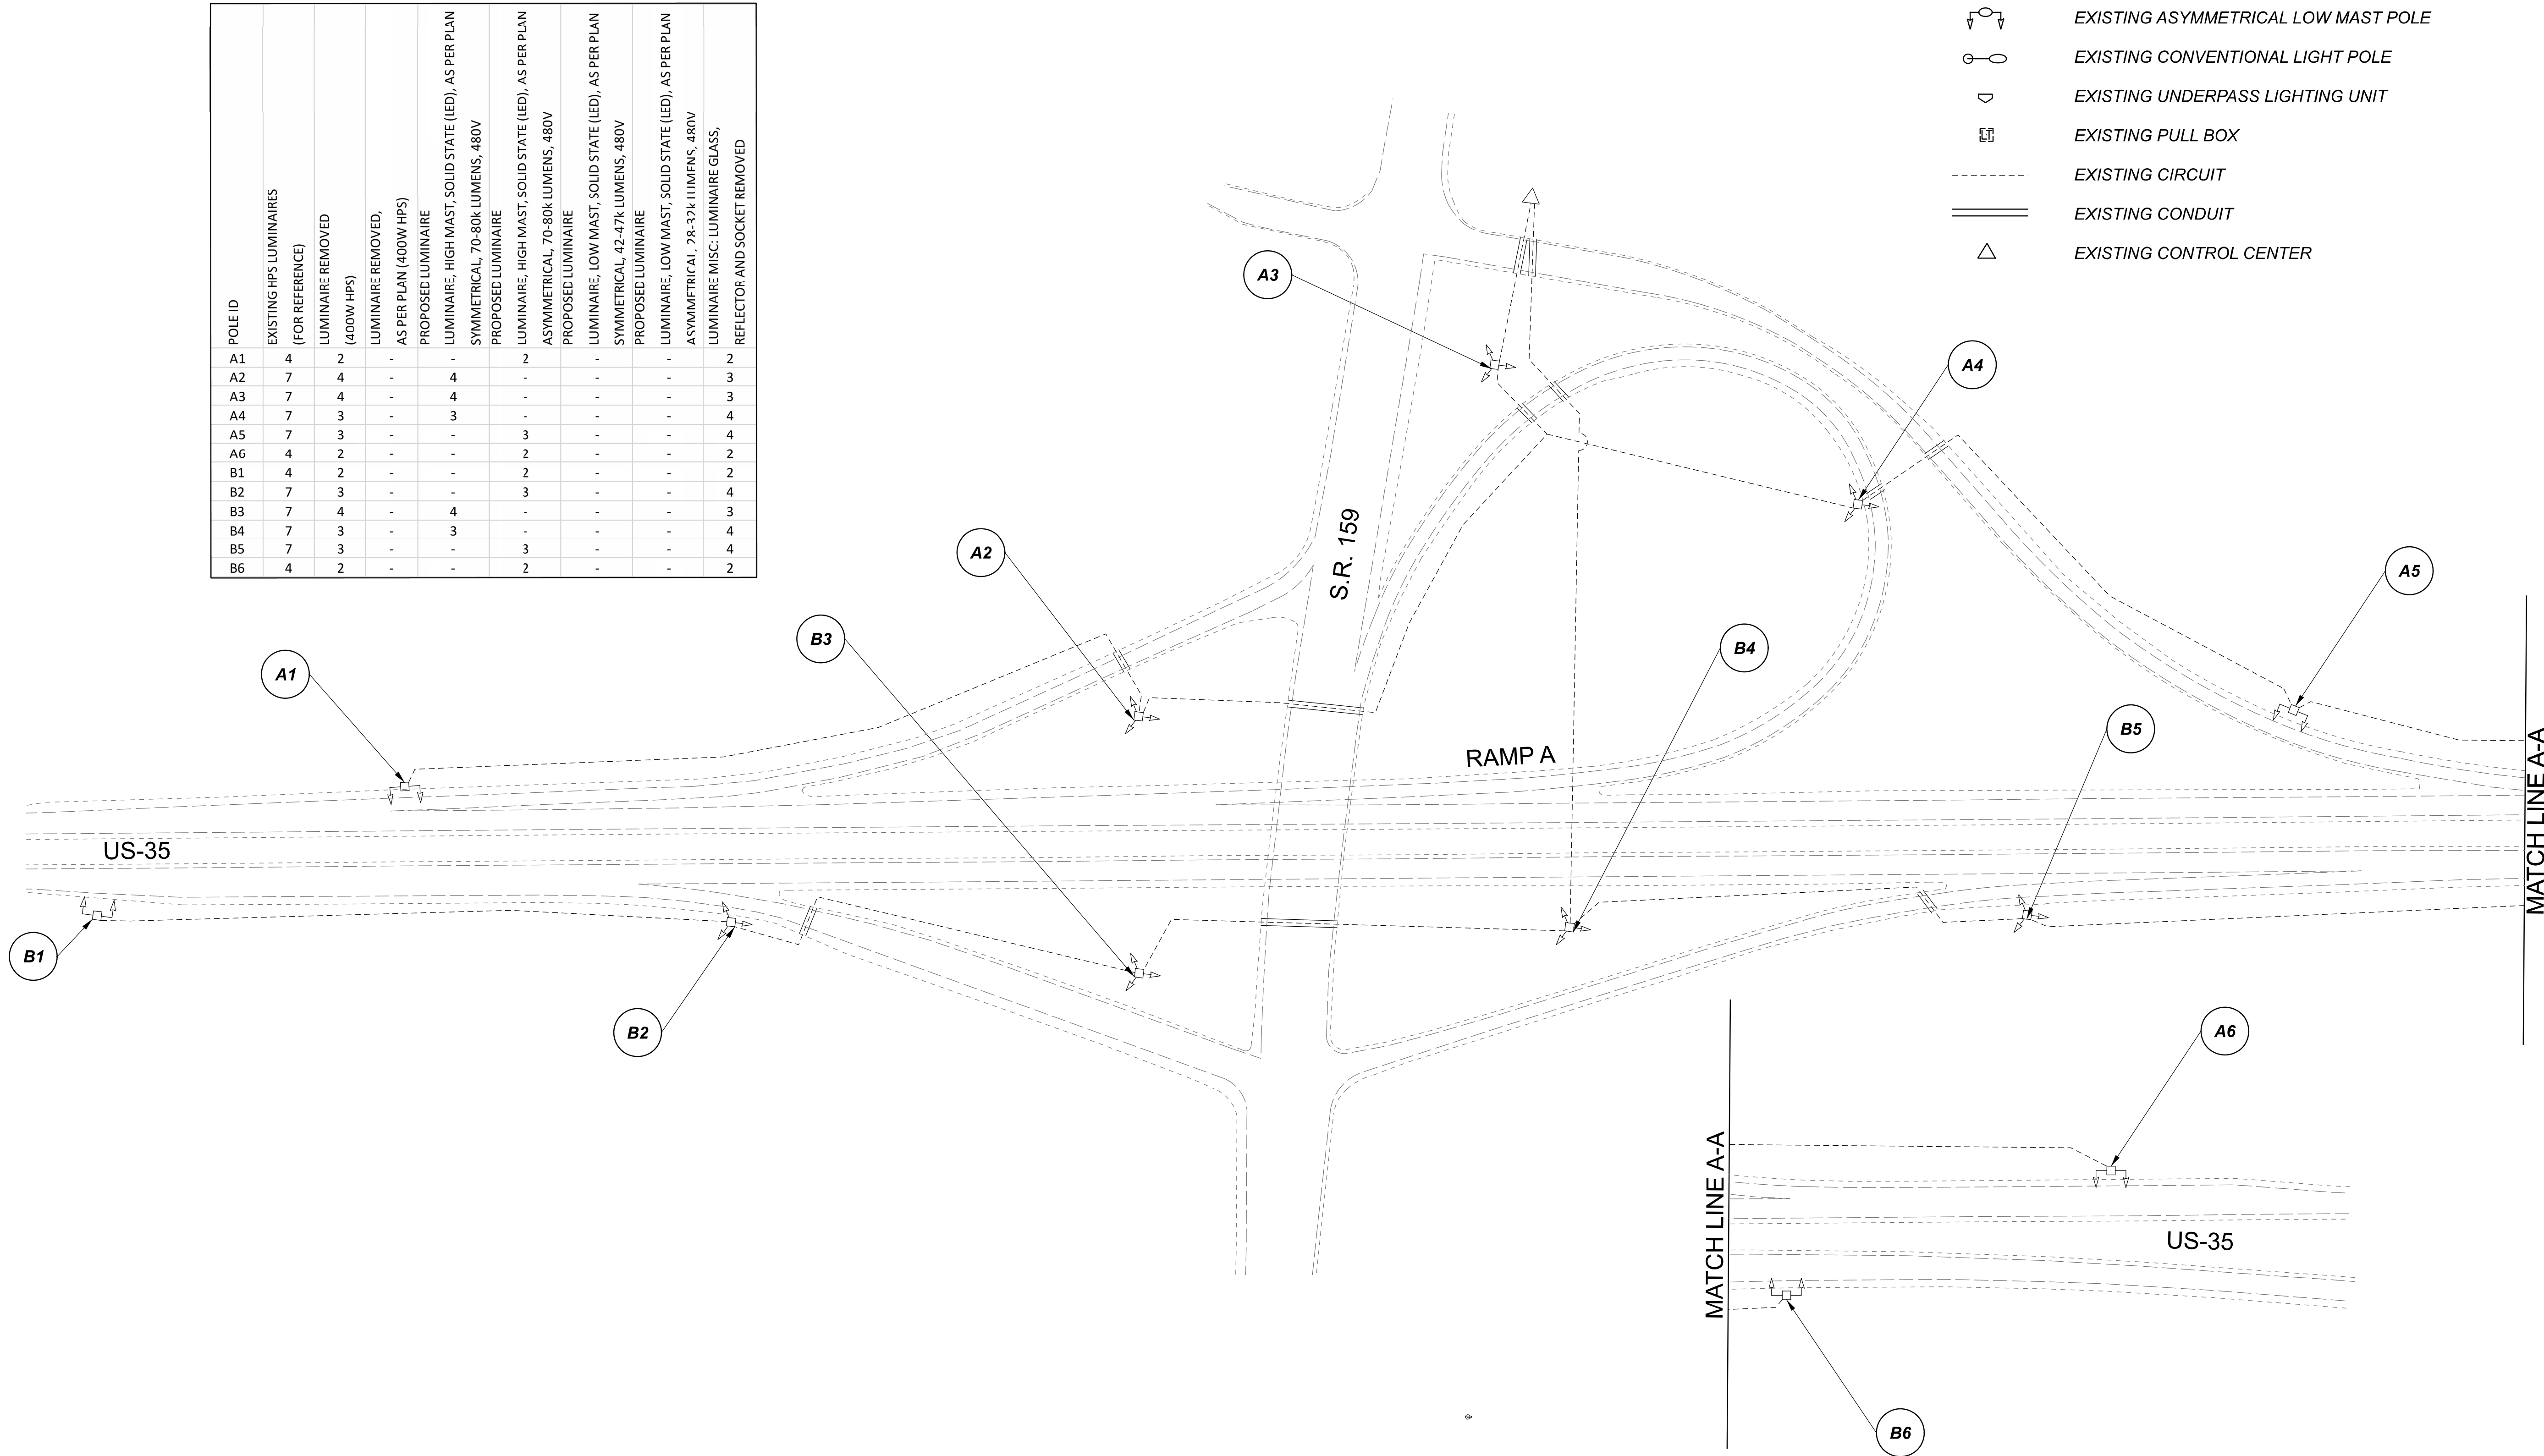 POLE ID
EXISTING HPS LUMINAIRES
(FOR REFERENCE)
LUMINAIRE REMOVED
(400W HPS)
LUMINAIRE REMOVED,
AS PER PLAN (400W HPS)
PROPOSED LUMINAIRE
LUMINAIRE, HIGH MAST, SOLID STATE (LED), AS PER PLAN
SYMMETRICAL, 70-80k LUMENS, 480V
PROPOSED LUMINAIRE
LUMINAIRE, HIGH MAST, SOLID STATE (LED), AS PER PLAN
ASYMMETRICAL, 70-80k LUMENS, 480V
PROPOSED LUMINAIRE
LUMINAIRE, LOW MAST, SOLID STATE (LED), AS PER PLAN
SYMMETRICAL, 42-47k LUMENS, 480V
PROPOSED LUMINAIRE
LUMINAIRE, LOW MAST, SOLID STATE (LED), AS PER PLAN
ASYMMETRICAL, 28-32k LUMENS, 480V
LUMINAIRE MISC: LUMINAIRE GLASS,
REFLECTOR AND SOCKET REMOVED
A1 4 2 - - 2 - - 2
A2 7 4 - 4 - - - 3
A3 7 4 - 4 - - - 3
A4 7 3 - 3 - - - 4
A5 7 3 - - 3 - - 4
A6 4 2 - - 2 - - 2
B1 4 2 - - 2 - - 2
B2 7 3 - - 3 - - 4
B3 7 4 - 4 - - - 3
B4 7 3 - 3 - - - 4
B5 7 3 - - 3 - - 4
B6 4 2 - - 2 - - 2
EXISTING ASYMMETRICAL LOW MAST POLE
EXISTING CONVENTIONAL LIGHT POLE
EXISTING UNDERPASS LIGHTING UNIT
EXISTING PULL BOX
EXISTING CIRCUIT
EXISTING CONDUIT
EXISTING CONTROL CENTER
A3
A4
A2
S.R. 159
A5
B3
B4
A1
B5
RAMP A
MATCH LINE A-A
US-35
B1
B2
A6
MATCH LINE A-A
US-35
B6